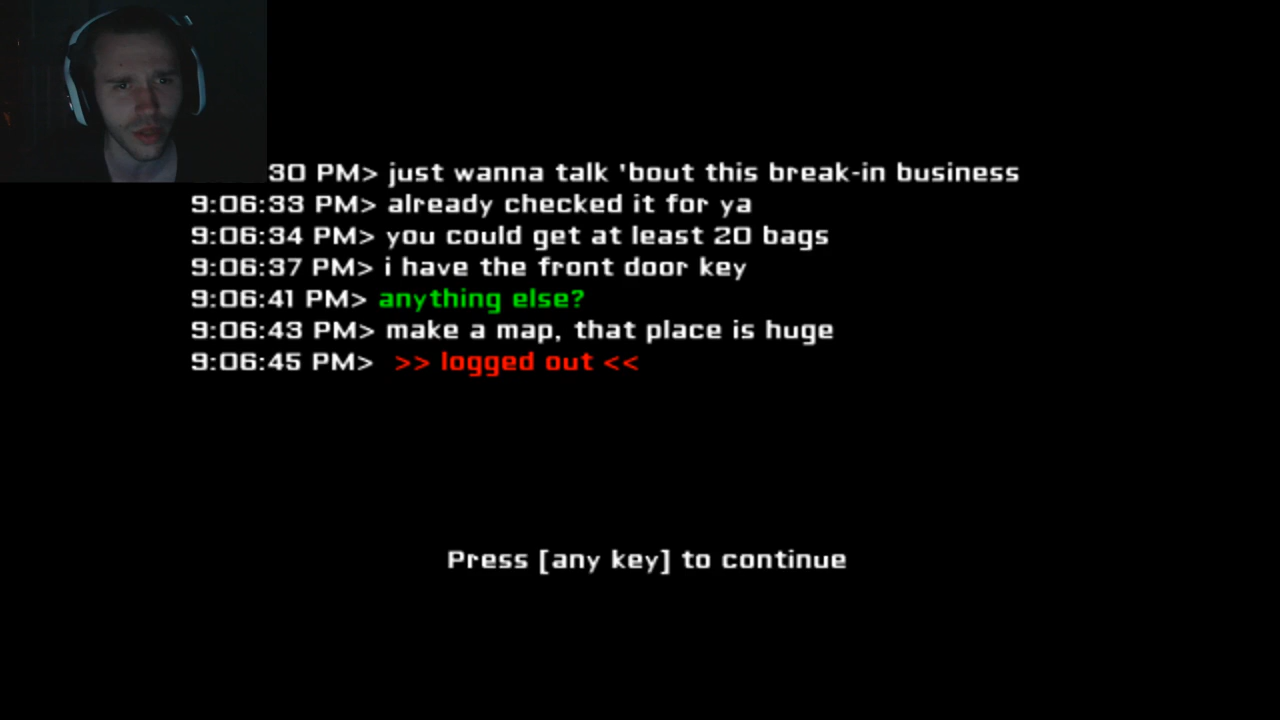 30 PM> just wanna talk 'bout this break-in business
9:06:33 PM> already checked it for ya
9:06:34 PM> you could get at least 20 bags
9:06:37 PM> i have the front door key
9:06:41 PM> anything else?
9:06:43 PM> make a map, that place is huge
9:06:45 PM> >> logged out <<
Press [any key] to continue